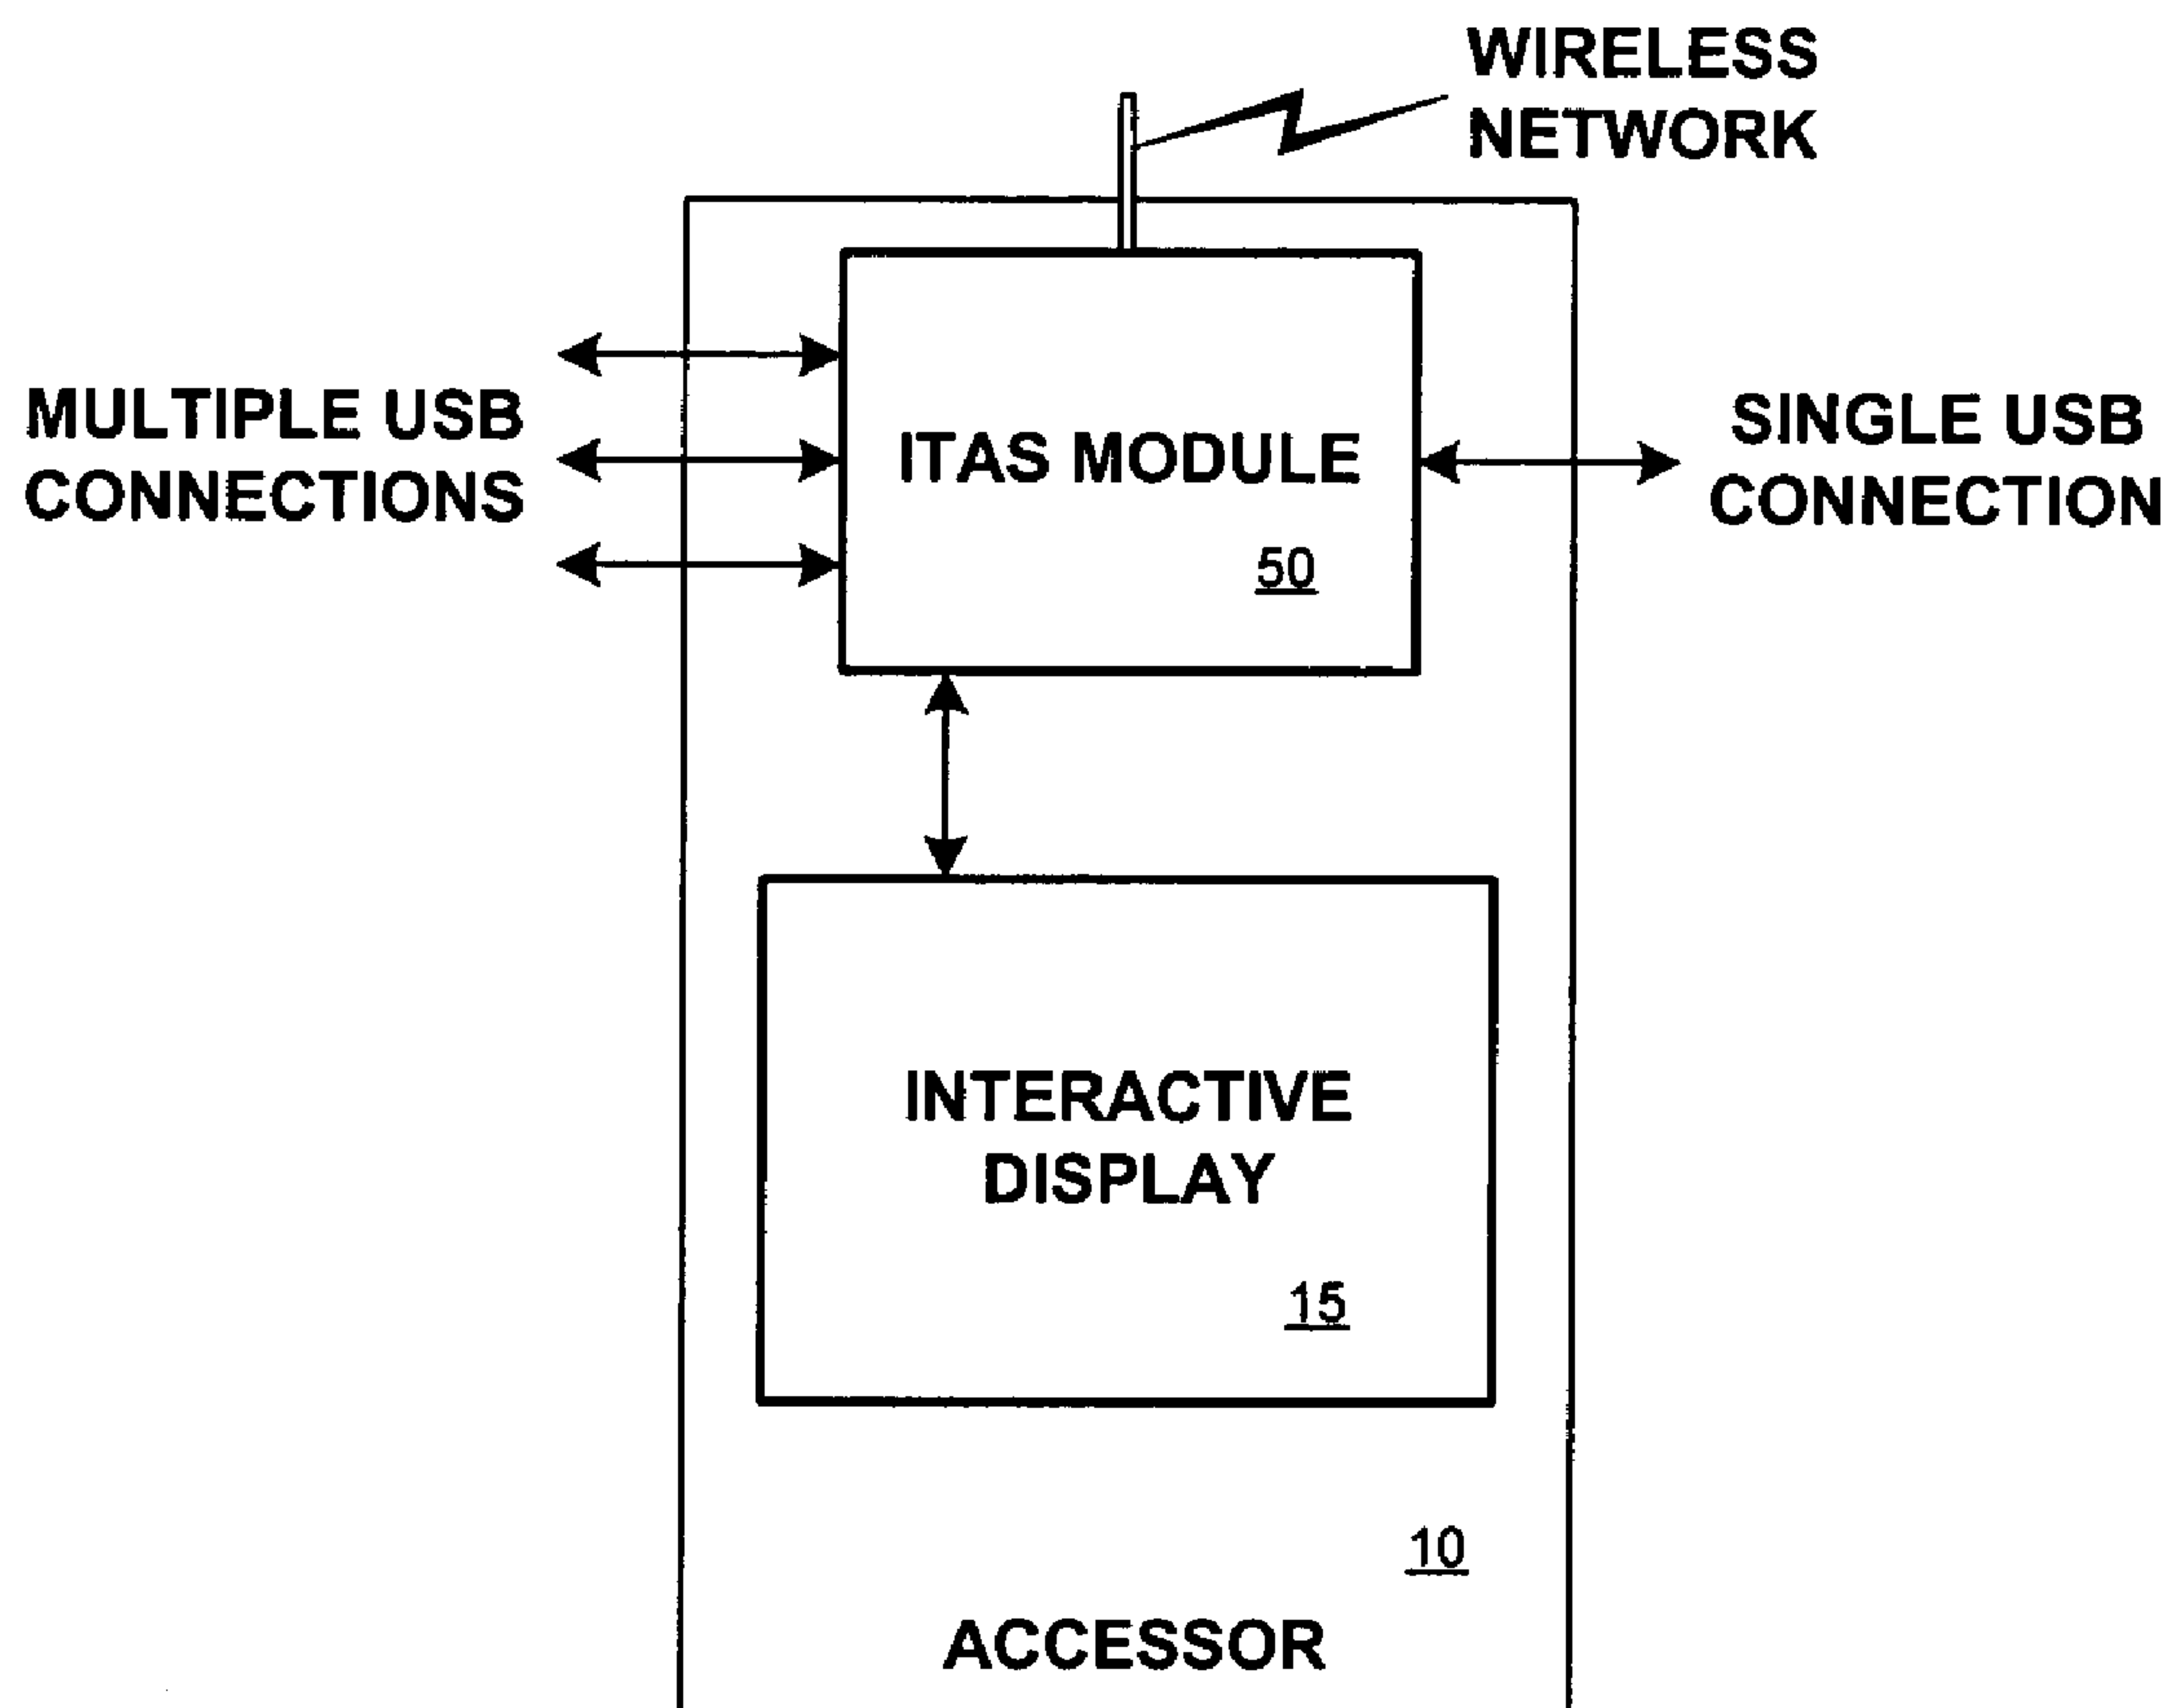 WIRELESS
NETWORK
MULTIPLE USB
CONNECTIONS
ITAS MODULE
50
SINGLE USB
CONNECTION
INTERACTIVE
DISPLAY
15
10
ACCESSOR